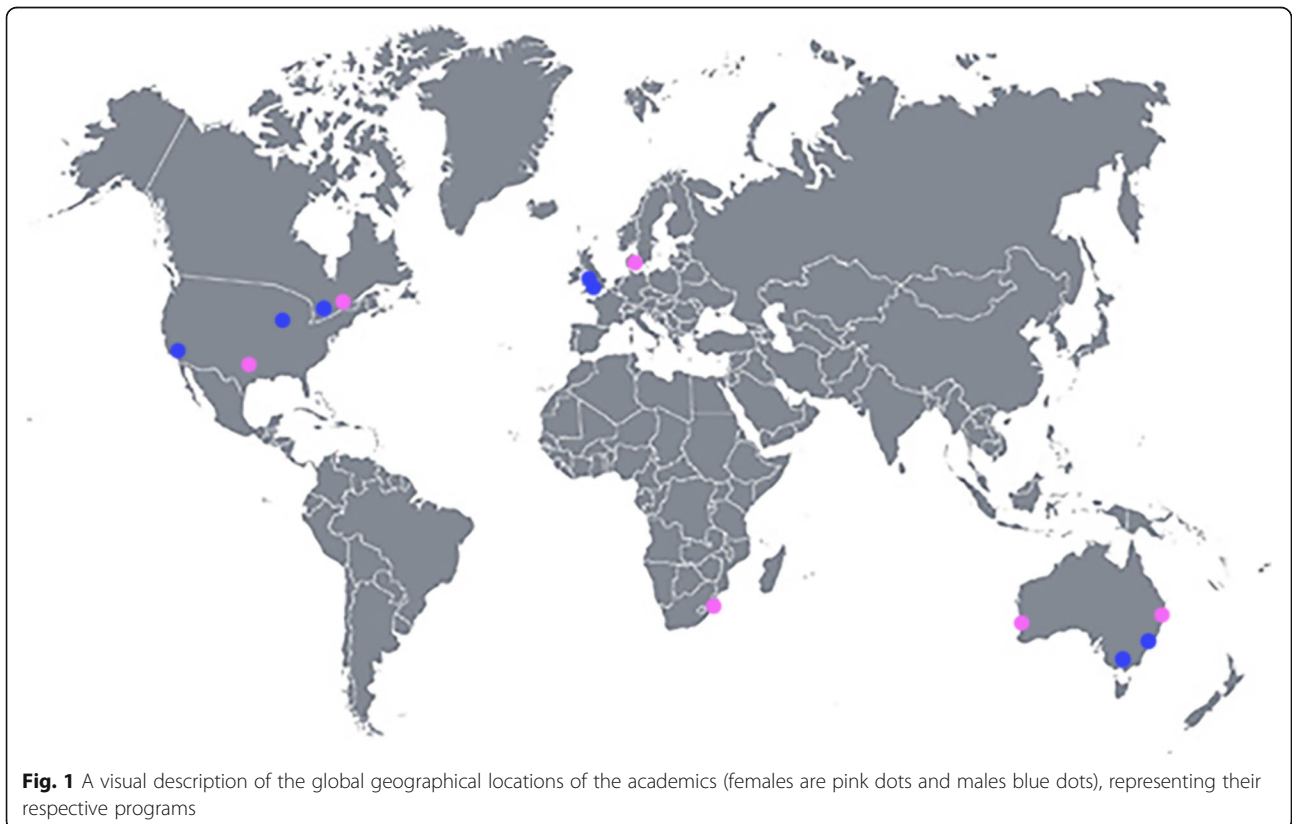 Fig. 1 A visual description of the global geographical locations of the academics (females are pink dots and males blue dots), representing their
respective programs